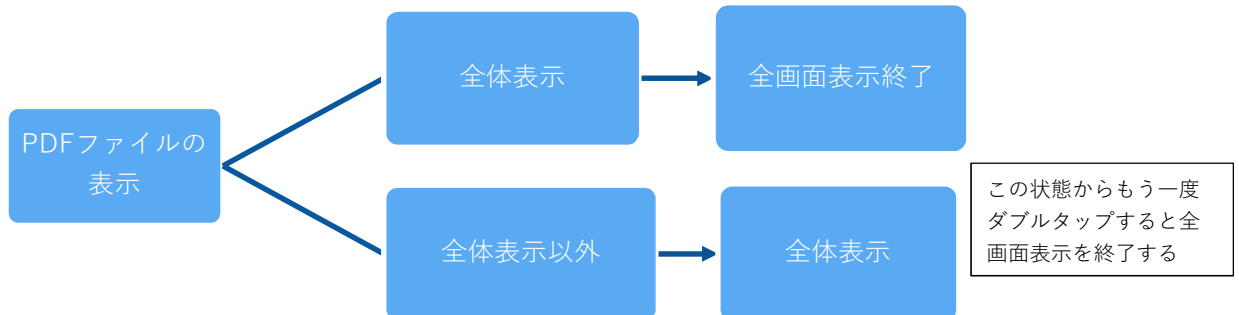 全体表示
全画面表示終了
PDFファイルの
表示
全体表示以外
全体表示
この状態からもう一度
ダブルタップすると全
画面表示を終了する